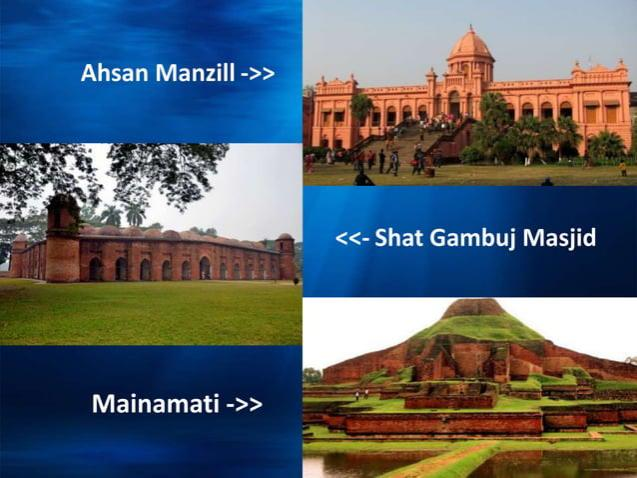 Ahsan Manzill ->>
<<- Shat Gambuj Masjid
Mainamati ->>